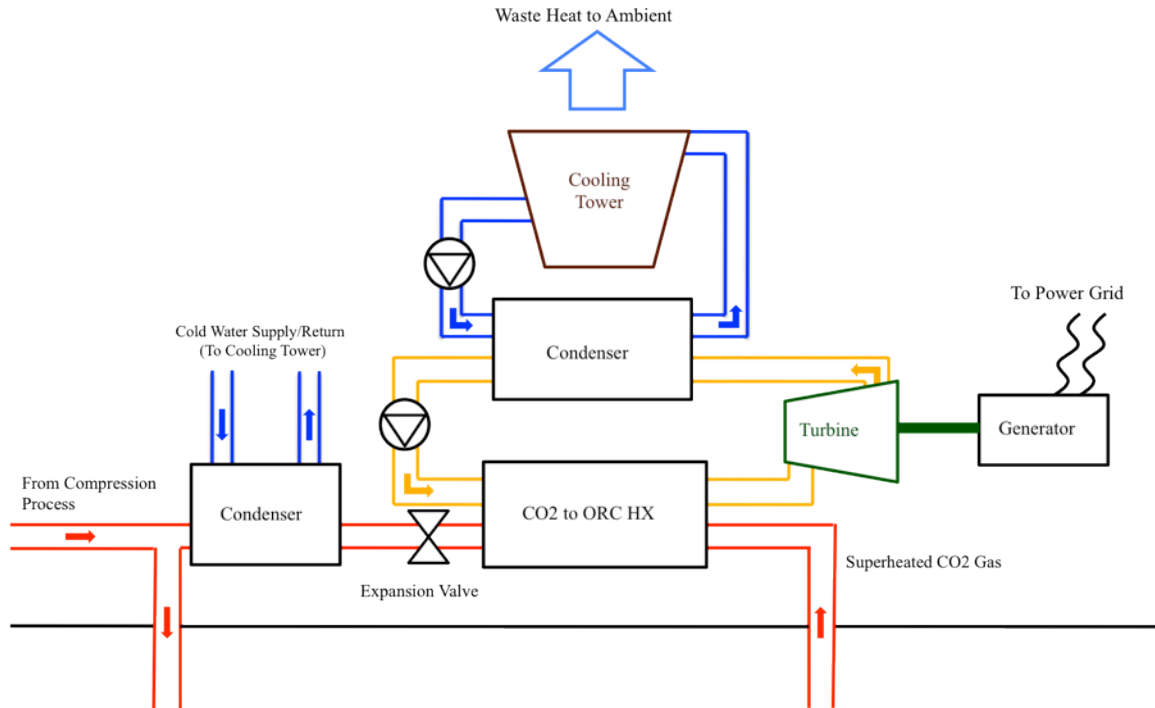 Waste Heat to Ambient
Cooling
Tower
To Power Grid
Cold Water Supply/Return
(To Cooling Tower)
Condenser
Turbine
Generator
From Compression
Process
Condenser
CO2 to ORC HX
Superheated CO2 Gas
Expansion Valve